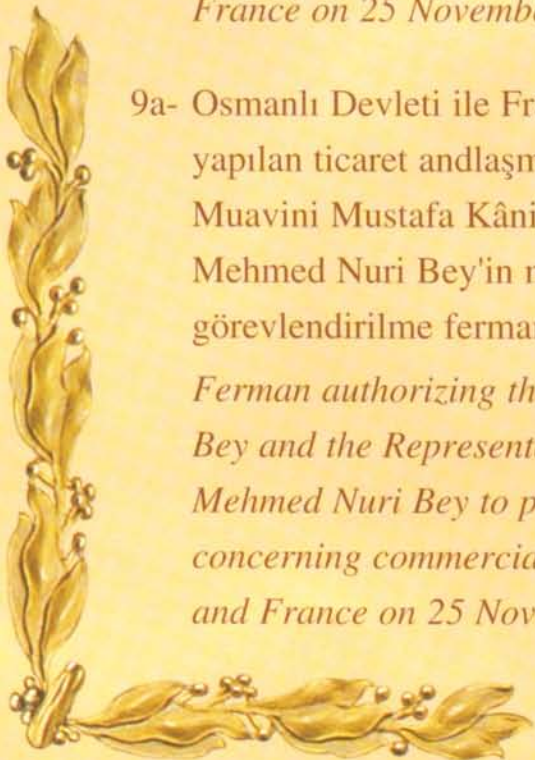 France on 25 Novemb
9a- Osmanlı Devleti ile Fr
yapılan ticaret andlaşm
Muavini Mustafa Kâni
Mehmed Nuri Bey'in
görevlendirilme ferma
Ferman authorizing th
Bey and the Represent
Mehmed Nuri Bey to p
concerning commercia
and France on 25 Nov